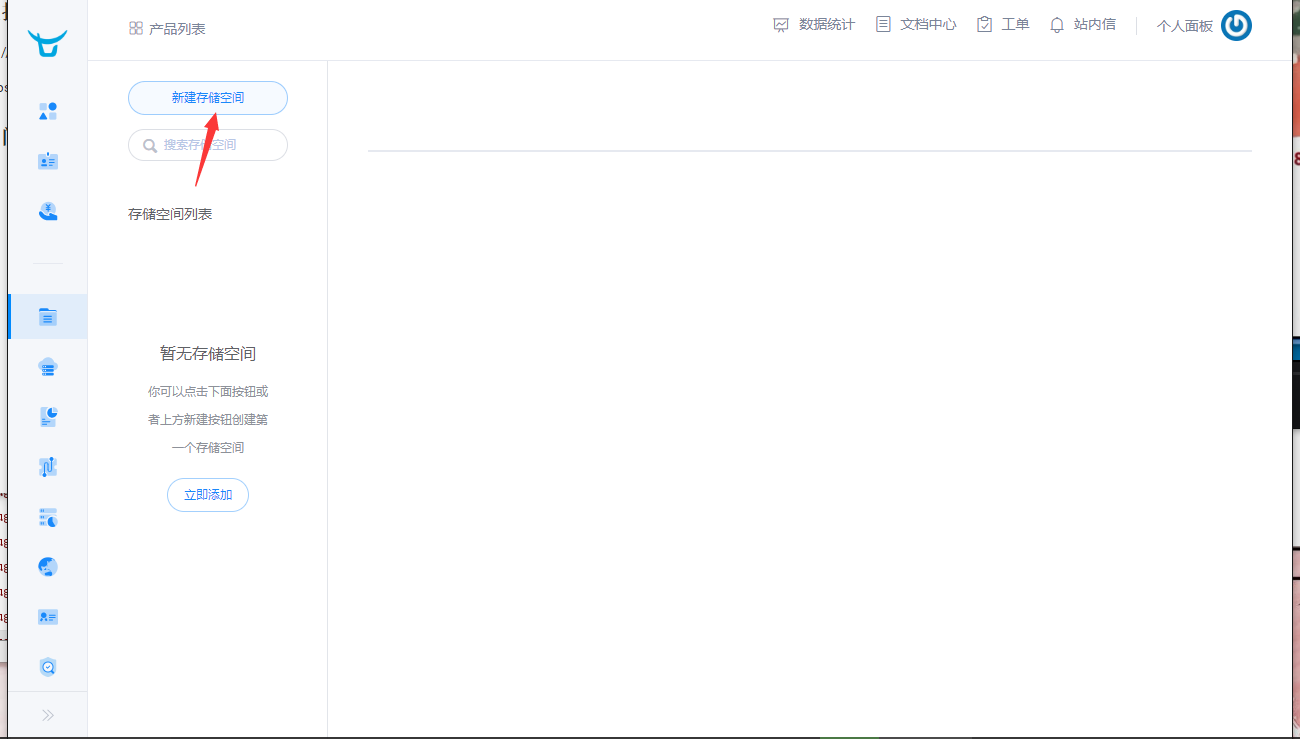 产品列表
数据统计
文档中心
工单
站内信
个人面板
新建存储空间
搜索存储空间
存储空间列表
暂无存储空间
你可以点击下面按钮或
者上方新建按钮创建第
一个存储空间
立即添加